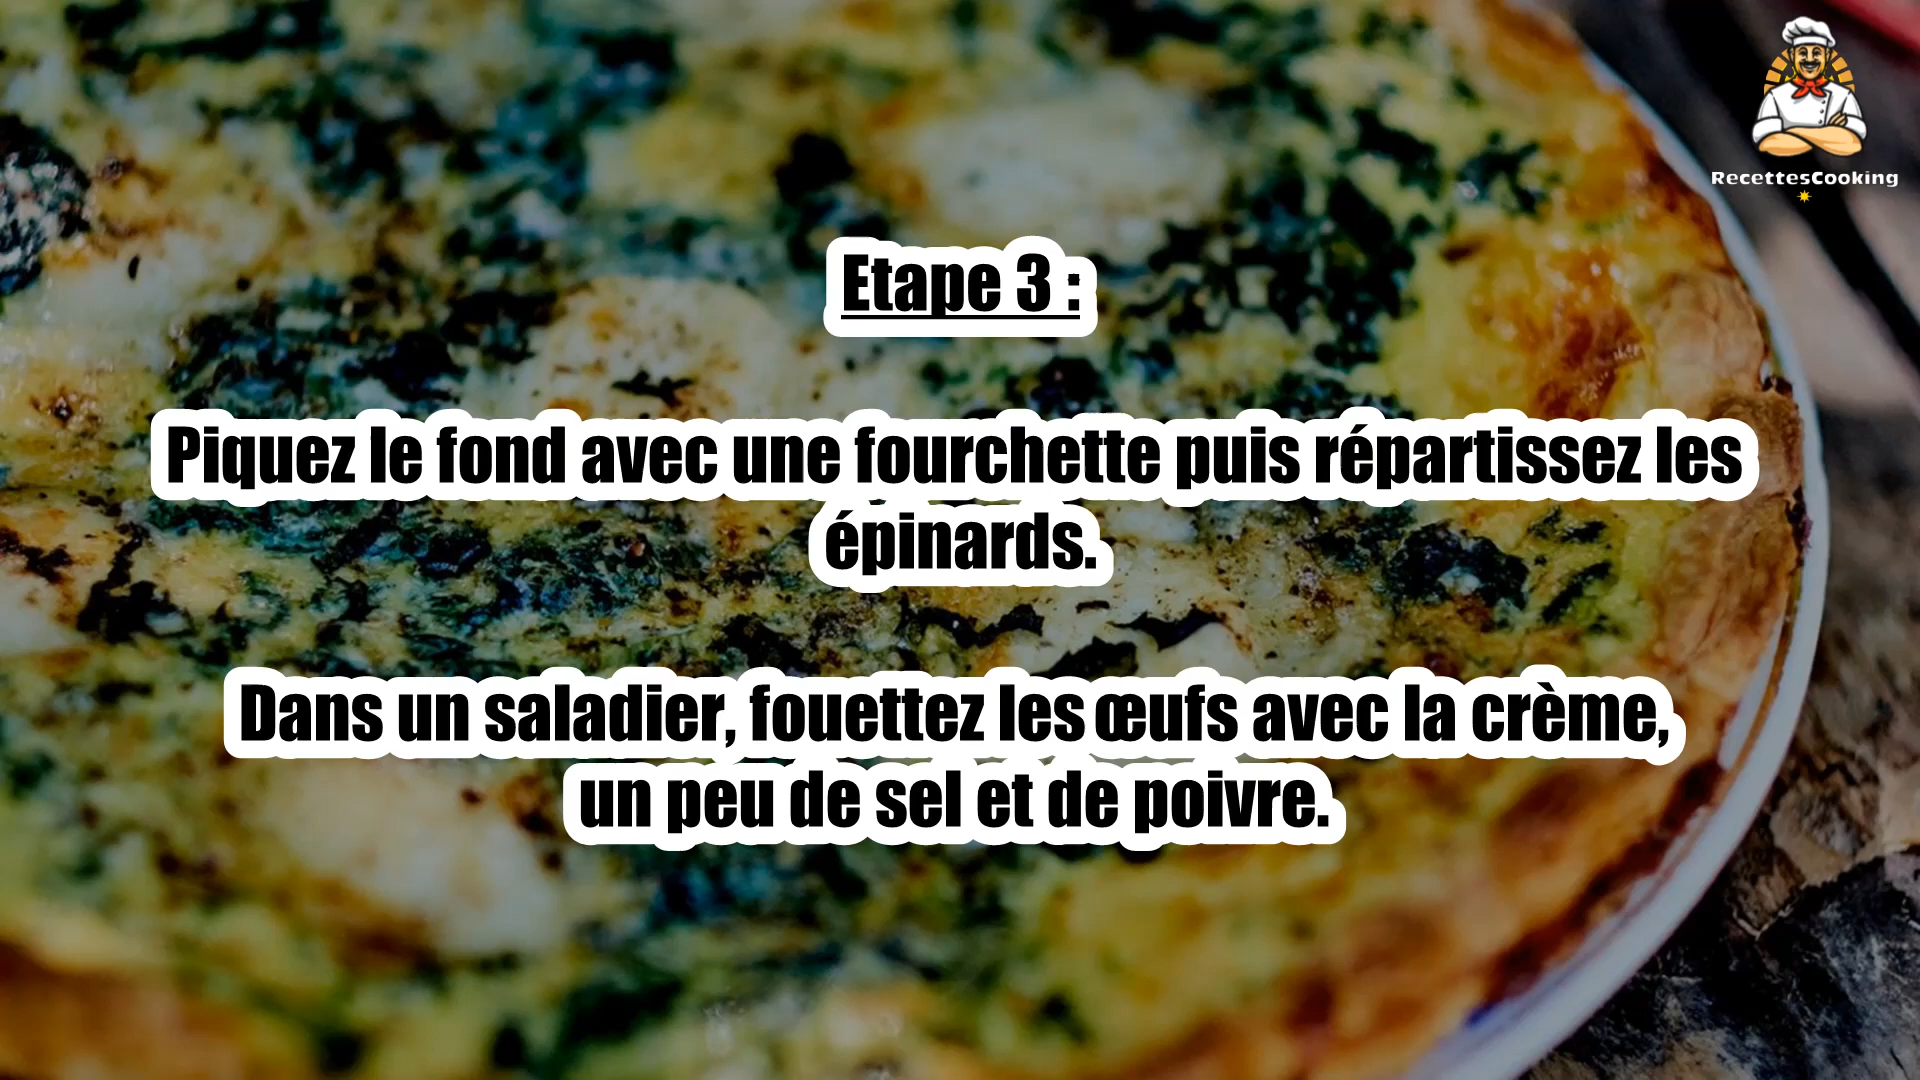 RecettesCooking
Etape 3 :
Piquez le fond avec une fourchette puis répartissez les
épinards.
Dans un saladier, fouettez les œufs avec la crème,
un peu de sel et de poivre.